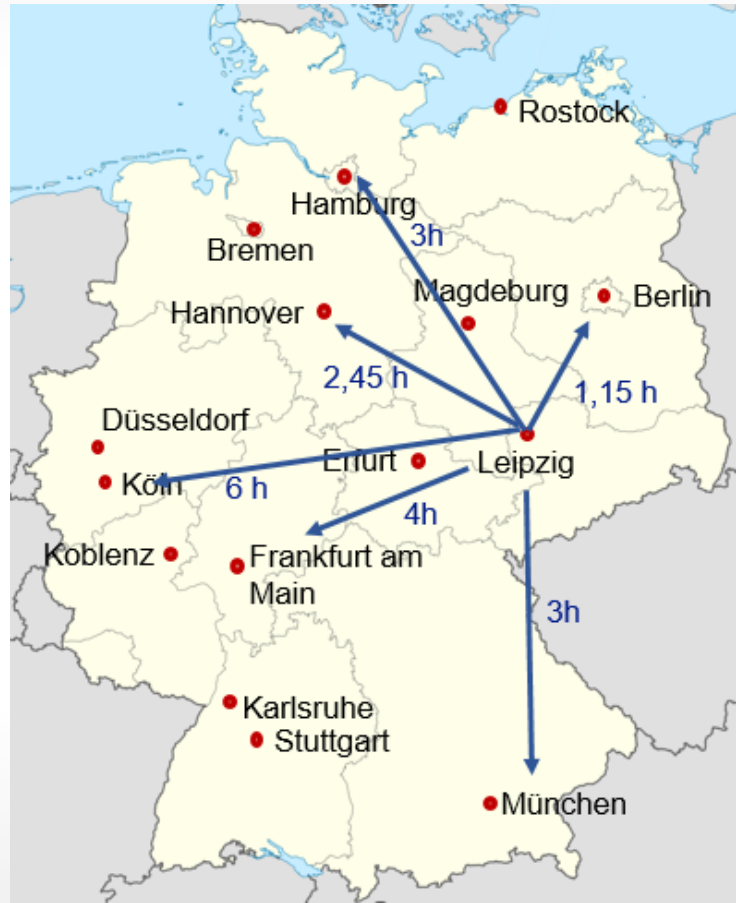 Rostock
Hamburg
3h
Bremen
Magdeburg
Berlin
Hannover
2,45 h
1,15 h
Düsseldorf
Erfurt
Leipzig
Köln
6 h
4h
Koblenz
Frankfurt am
Main
3h
Karlsruhe
Stuttgart
München